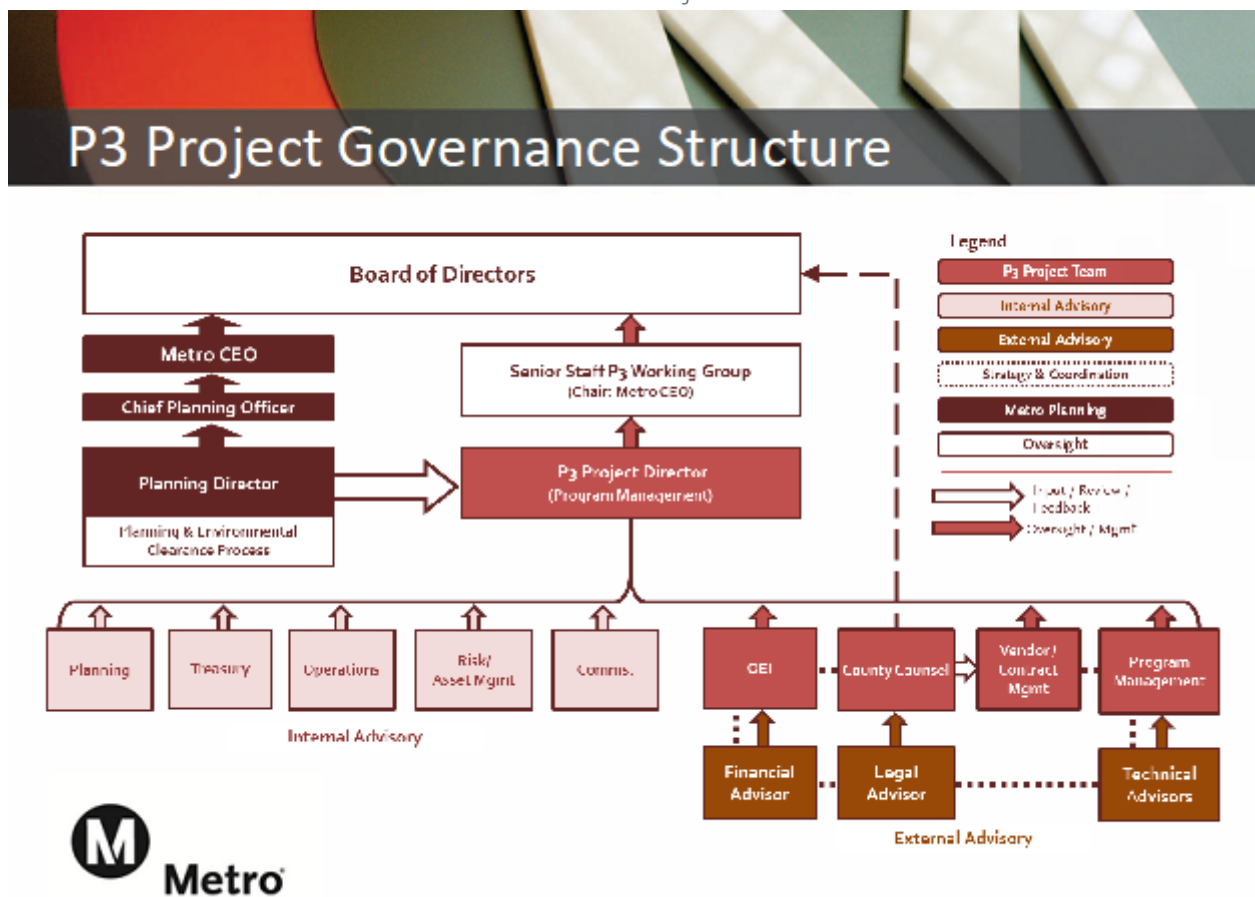 P3 Project Governance Structure
Board of Directors
Metro CEO
Chief Planning Officer
Planning Director
Planning & Environmental
Clearance Process
Senior Staff P3 Working Group
(Chair: Metro CEO)
P3 Project Director
(Program Management)
Legend
P3 Project Team
Internal Advisory
External Advisory
Strategy & Coordination
Metro Planning
Oversight
Input / Review /
Feedback
Oversight / Mgmt
Planning
Treasury
Operations
Risk/
Asset Mgmt
Comms.
Internal Advisory
OEI
County Counsel
Vendor/
Contract
Mgmt
Program
Management
Financial
Advisor
Legal
Advisor
Technical
Advisors
External Advisory
M
Metro